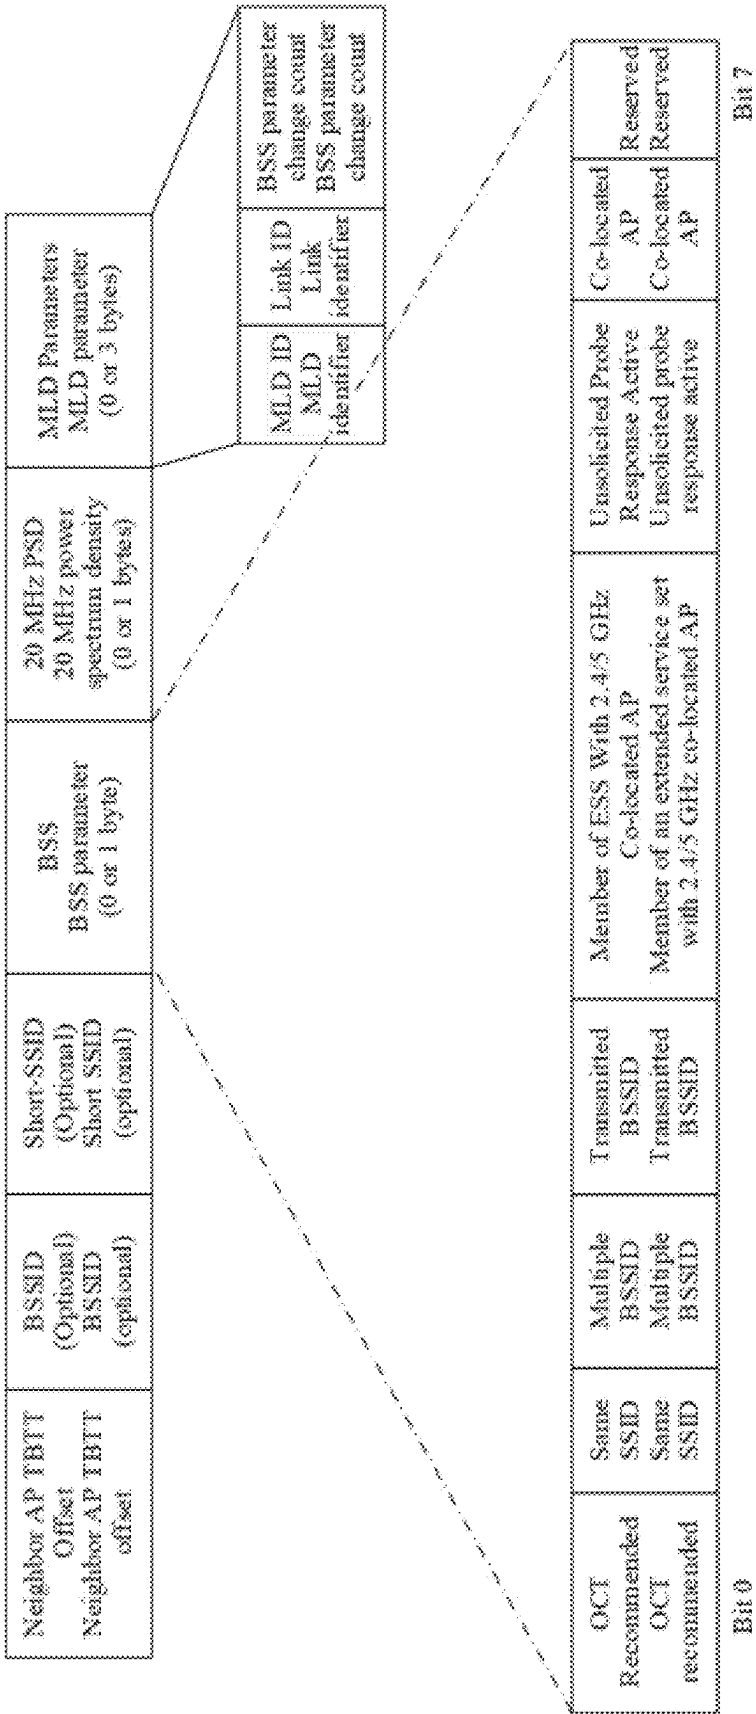 Neighbor AP TBTT
Offset
Neighbor AP TBTT
offset
BSSID
(Optional)
BSSID
(optional)
Short-SSID
(Optional)
Short SSID
(optional)
BSS
BSS parameter
(0 or 1 byte)
20 MHz PSD
20 MHz power
spectrum density
(0 or 1 bytes)
MLD Parameters
MLD parameter
(0 or 3 bytes)
MLD ID
MLD
identifier
Link ID
Link
identifier
BSS parameter
change count
BSS parameter
change count
OCT
Recommended
OCT
recommended
Same
SSID
Same
SSID
Multiple
BSSID
Multiple
BSSID
Transmitted
BSSID
Transmitted
BSSID
Member of ESS With 2.4/5 GHz
Co-located AP
Member of an extended service set
with 2.4/5 GHz co-located AP
Unsolicited Probe
Response Active
Unsolicited probe
response active
Co-located
AP
Co-located
AP
Reserved
Reserved
Bit 0
Bit 7